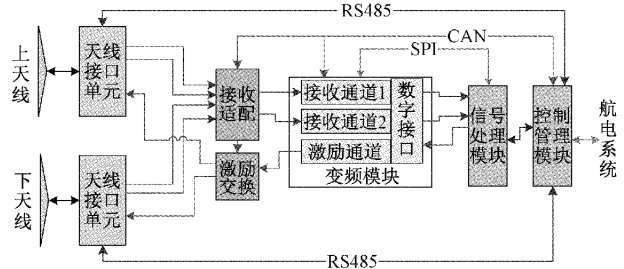 RS485
CAN
SPI
上天线
天线接口单元
接收适配
接收通道1
接收通道2
激励通道
数字接口
变频模块
信号处理模块
控制管理模块
航电系统
下天线
天线接口单元
激励交换
RS485